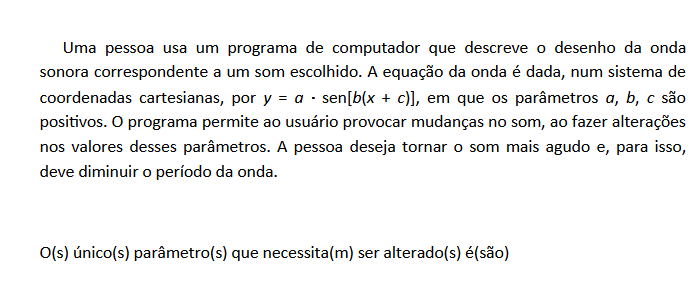 Uma pessoa usa um programa de computador que descreve o desenho da onda
sonora correspondente a um som escolhido. A equação da onda é dada, num sistema de
coordenadas cartesianas, por y = a · sen[b(x + c)], em que os parâmetros a, b, c são
positivos. O programa permite ao usuário provocar mudanças no som, ao fazer alterações
nos valores desses parâmetros. A pessoa deseja tornar o som mais agudo e, para isso,
deve diminuir o período da onda.
O(s) único(s) parâmetro(s) que necessita(m) ser alterado(s) é(são)